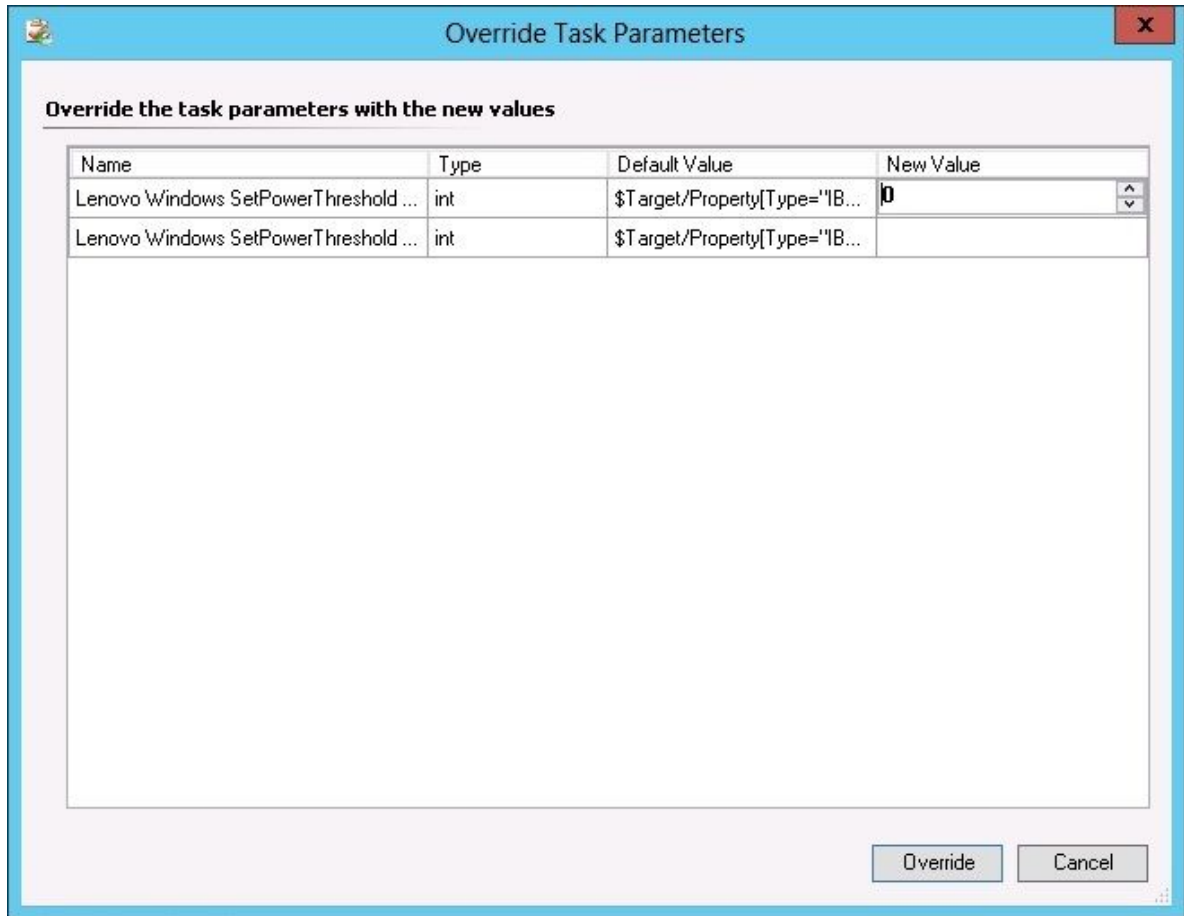 Override Task Parameters
x
Override the task parameters with the new values
Name Type Default Value New Value
Lenovo Windows SetPowerThreshold ... int $Target/Property[Type="IB... 0
Lenovo Windows SetPowerThreshold ... int $Target/Property[Type="IB...
Override Cancel